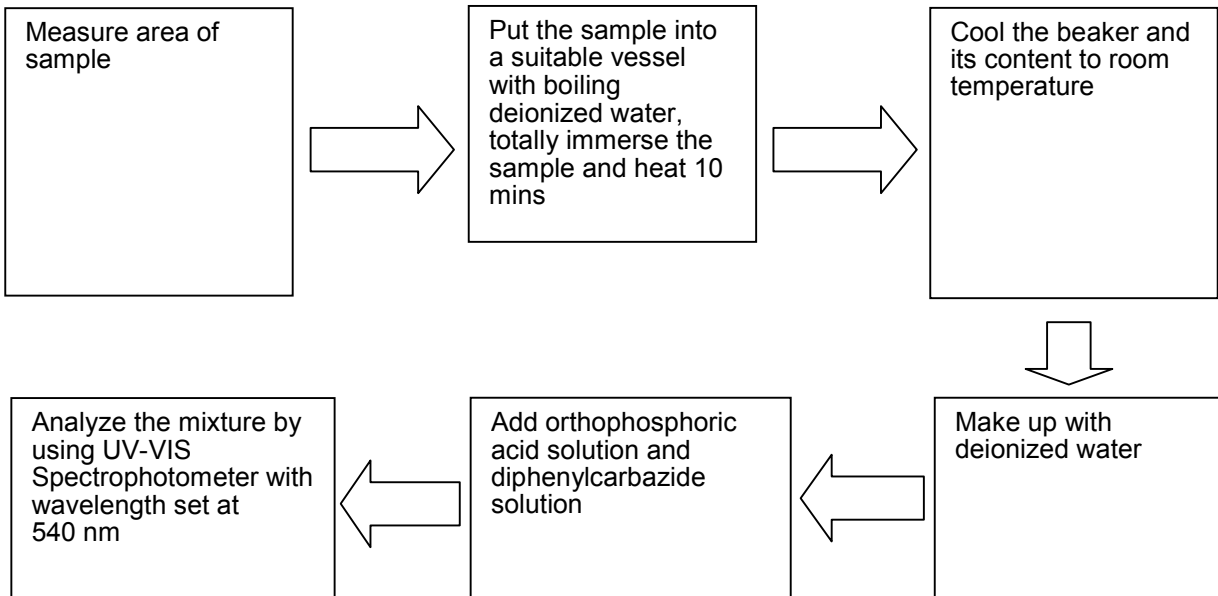 Measure area of
sample
Put the sample into
a suitable vessel
with boiling
deionized water,
totally immerse the
sample and heat 10
mins
Cool the beaker and
its content to room
temperature
Make up with
deionized water
Add orthophosphoric
acid solution and
diphenylcarbazide
solution
Analyze the mixture by
using UV-VIS
Spectrophotometer with
wavelength set at
540 nm